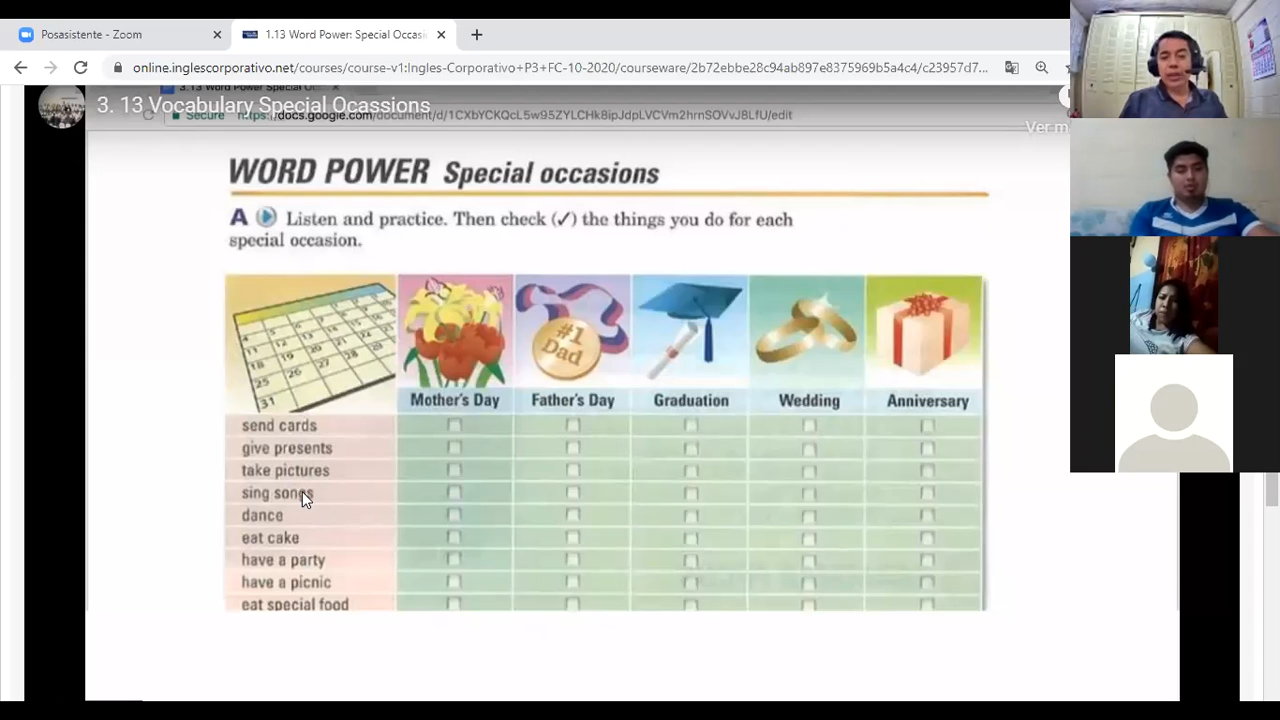 Posasistente - Zoom
1.13 Word Power: Special Occasi
online.inglescorporativo.net/courses/course-v1:Ingles-Corporativo+P3+FC-10-2020/courseware/2b72ebbe28c94ab897e8375969b5a4c4/c23957d7...
3. 13 Vocabulary Special Ocassions
Secure https://docs.google.com/document/d/1CXbYCKQcL5w95ZYLCHk8ipJdpLVCVm2hrnSOVvJ8LfU/edit
Ver m
WORD POWER Special occasions
A Listen and practice. Then check (✓) the things you do for each
special occasion.
#1
Dad
Mother's Day Father's Day Graduation Wedding Anniversary
send cards
give presents
take pictures
sing songs
dance
eat cake
have a party
have a picnic
eat special food